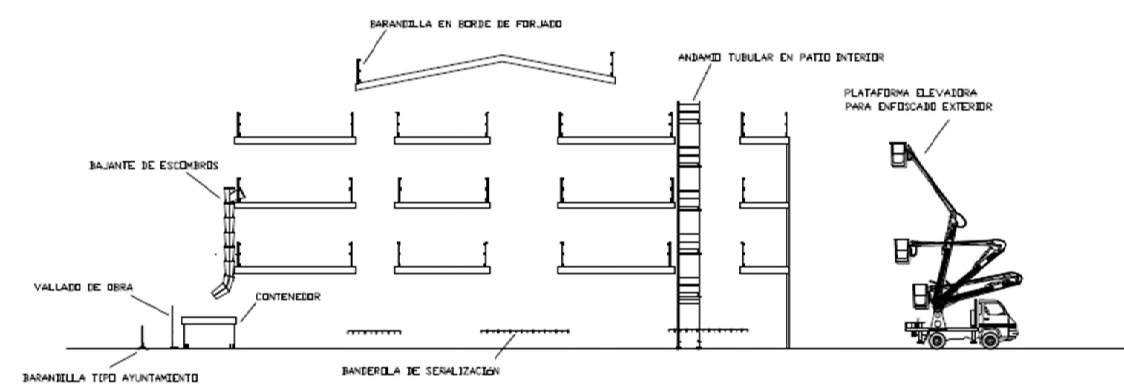 BARANDILLA EN BORDE DE FORJADO
ANDAMIO TUBULAR EN PATIO INTERIOR
PLATAFORMA ELEVADORA
PARA ENFOSCADO EXTERIOR
BAJANTE DE ESCOMBROS
VALLADO DE OBRA
CONTENEDOR
BARANDILLA TIPO AYUNTAMIENTO
BANDEROLA DE SEÑALIZACIÓN